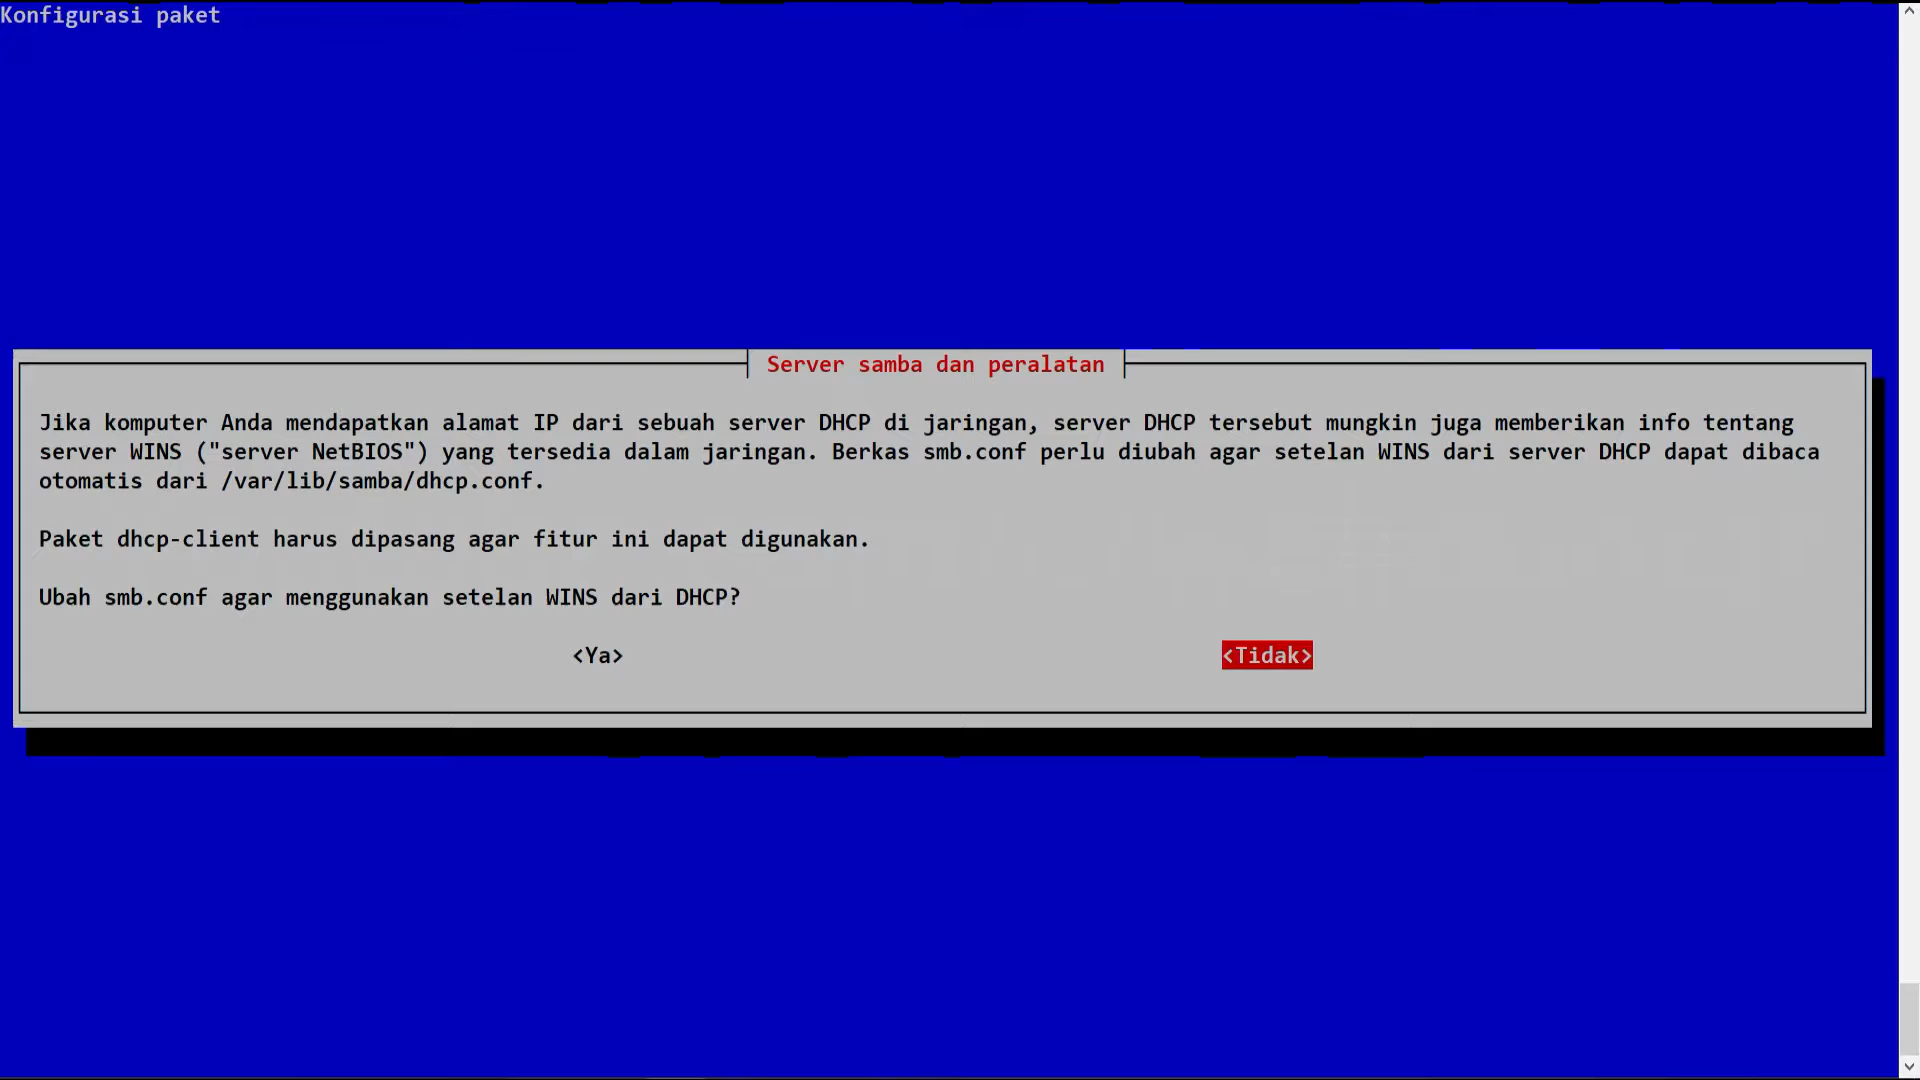 Konfigurasi paket
Server samba dan peralatan
Jika komputer Anda mendapatkan alamat IP dari sebuah server DHCP di jaringan, server DHCP tersebut mungkin juga memberikan info tentang
server WINS ("server NetBIOS") yang tersedia dalam jaringan. Berkas smb.conf perlu diubah agar setelan WINS dari server DHCP dapat dibaca
otomatis dari /var/lib/samba/dhcp.conf.
Paket dhcp-client harus dipasang agar fitur ini dapat digunakan.
Ubah smb.conf agar menggunakan setelan WINS dari DHCP?
<Ya> <Tidak>